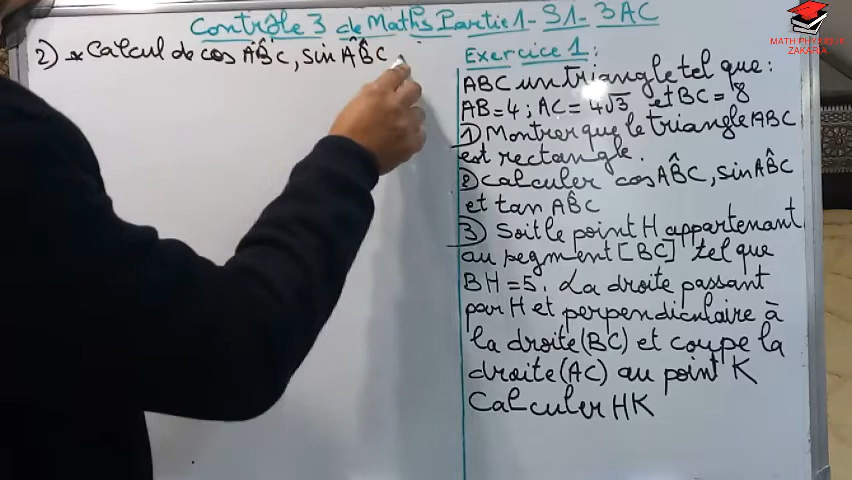 Contrôle 3 de Maths Partie 1 - S1 - 3AC
MATH PHYSIQUE
ZAKARIA
2) * Calcul de cos AB̂C, sin AB̂C,
Exercice 1 :
ABC un triangle tel que :
AB = 4 ; AC = 4√3 et BC = 8
1) Montrer que le triangle ABC
est rectangle.
2) Calculer cos AB̂C, sin AB̂C
et tan AB̂C
3) Soit le point H appartenant
au segment [BC] tel que
BH = 5. La droite passant
par H et perpendiculaire à
la droite (BC) et coupe la
droite (AC) au point K
Calculer HK